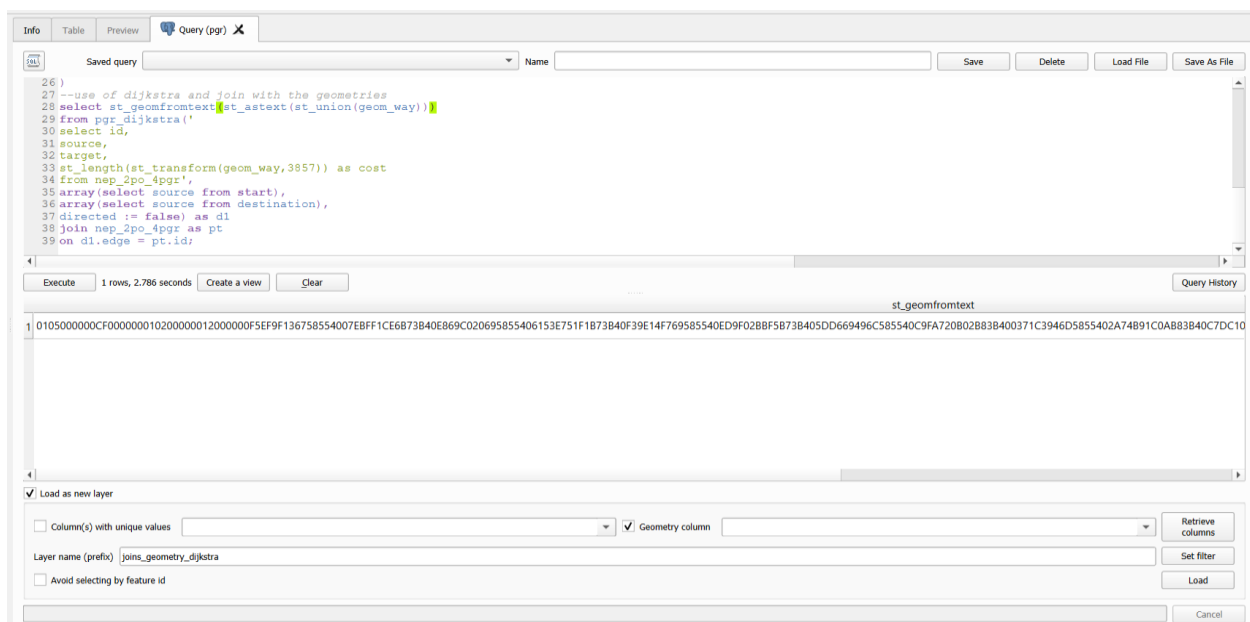 Info Table Preview Query (pgr) X
SQL Saved query Name Save Delete Load File Save As File
26 )
27 --use of dijkstra and join with the geometries
28 select st_geomfromtext(st_astext(st_union(geom_way)))
29 from pgr_dijkstra('
30 select id,
31 source,
32 target,
33 st_length(st_transform(geom_way,3857)) as cost
34 from nep_2po_4pgr',
35 array(select source from start),
36 array(select source from destination),
37 directed := false) as d1
38 join nep_2po_4pgr as pt
39 on d1.edge = pt.id;
Execute 1 rows, 2.786 seconds Create a view Clear Query History
st_geomfromtext
1 0105000000CF0000000102000000012000000F5EF9F136758554007EBFF1CE6B73B40E869C020695855406153E751F1B73B40F39E14F769585540ED9F02BBF5B73B405DD669496C585540C9FA720B02B83B400371C3946D5855402A74B91C0AB83B40C7DC10
Load as new layer
Column(s) with unique values Geometry column Retrieve columns
Layer name (prefix) joins_geometry_dijkstra Set filter
Avoid selecting by feature id Load
Cancel